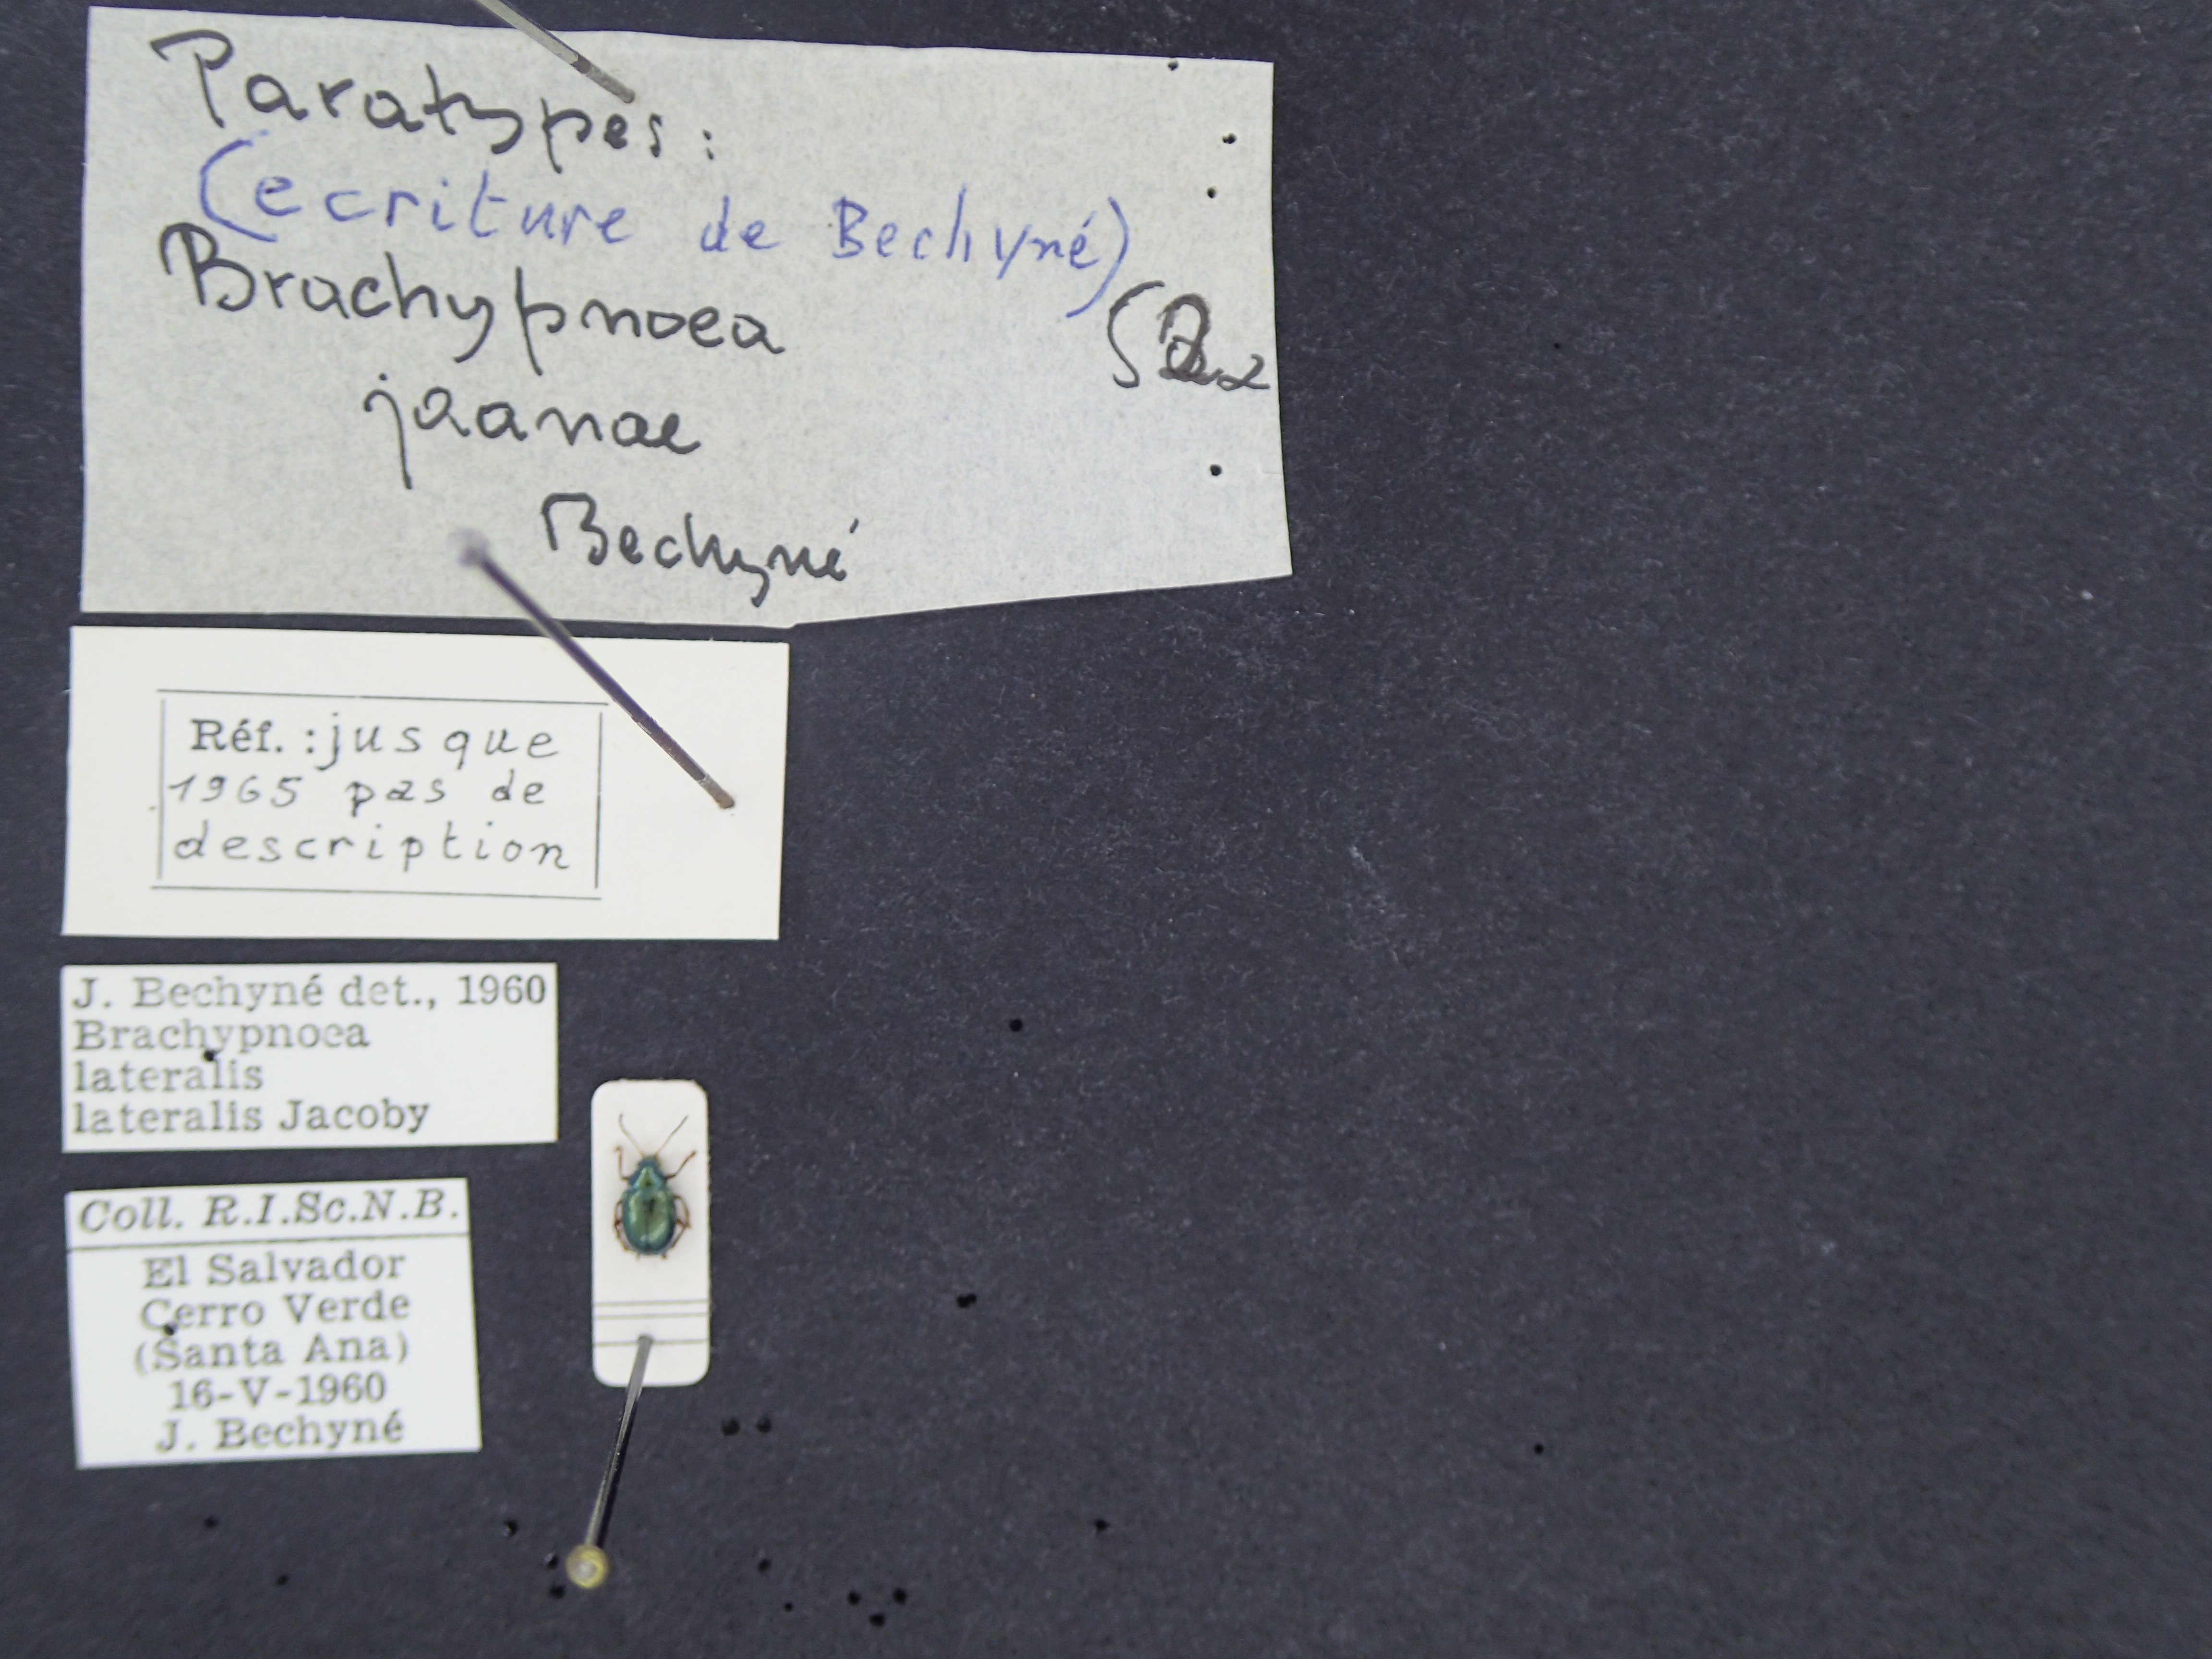 Paratypes :
(ecriture de Bechyné)
Brachypnoea
jaanae
Bechyné
Réf. : jusque
1965 pas de
description
J. Bechyné det., 1960
Brachypnoea
lateralis
lateralis Jacoby
Coll. R.I.Sc.N.B.
El Salvador
Cerro Verde
(Santa Ana)
16-V-1960
J. Bechyné